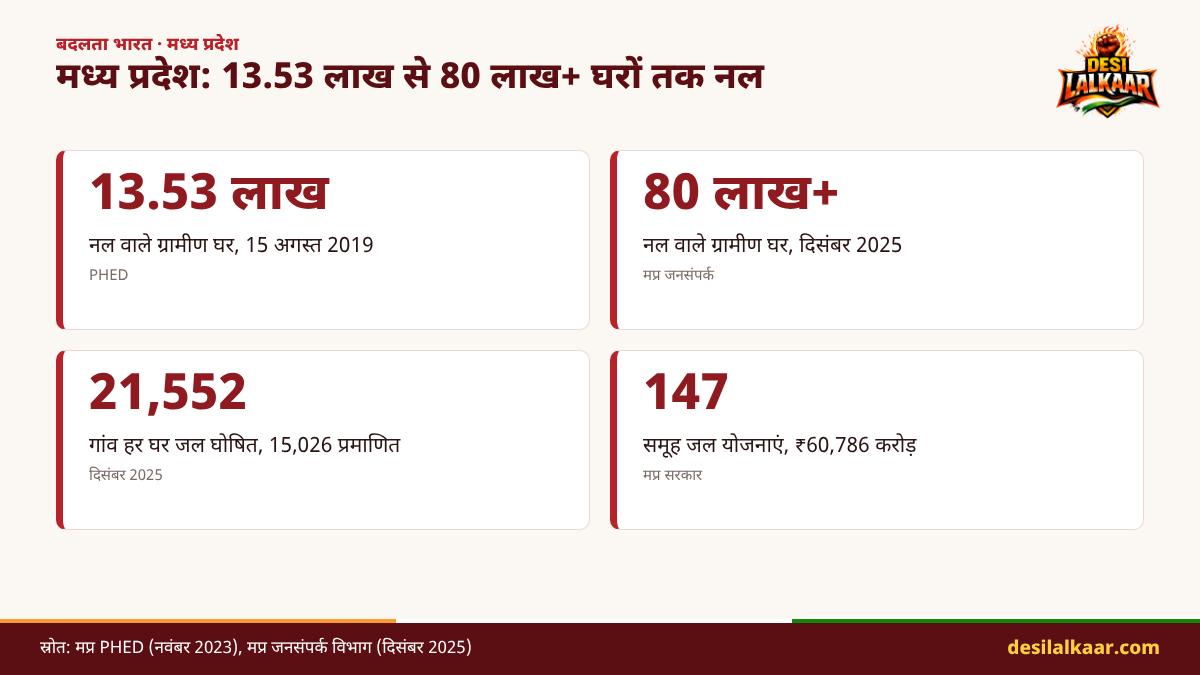 बदलता भारत · मध्य प्रदेश
मध्य प्रदेश: 13.53 लाख से 80 लाख+ घरों तक नल
DESI
LALKAAR
13.53 लाख
नल वाले ग्रामीण घर, 15 अगस्त 2019
PHED
80 लाख+
नल वाले ग्रामीण घर, दिसंबर 2025
मप्र जनसंपर्क
21,552
गांव हर घर जल घोषित, 15,026 प्रमाणित
दिसंबर 2025
147
समूह जल योजनाएं, ₹60,786 करोड़
मप्र सरकार
स्रोत: मप्र PHED (नवंबर 2023), मप्र जनसंपर्क विभाग (दिसंबर 2025)
desilalkaar.com